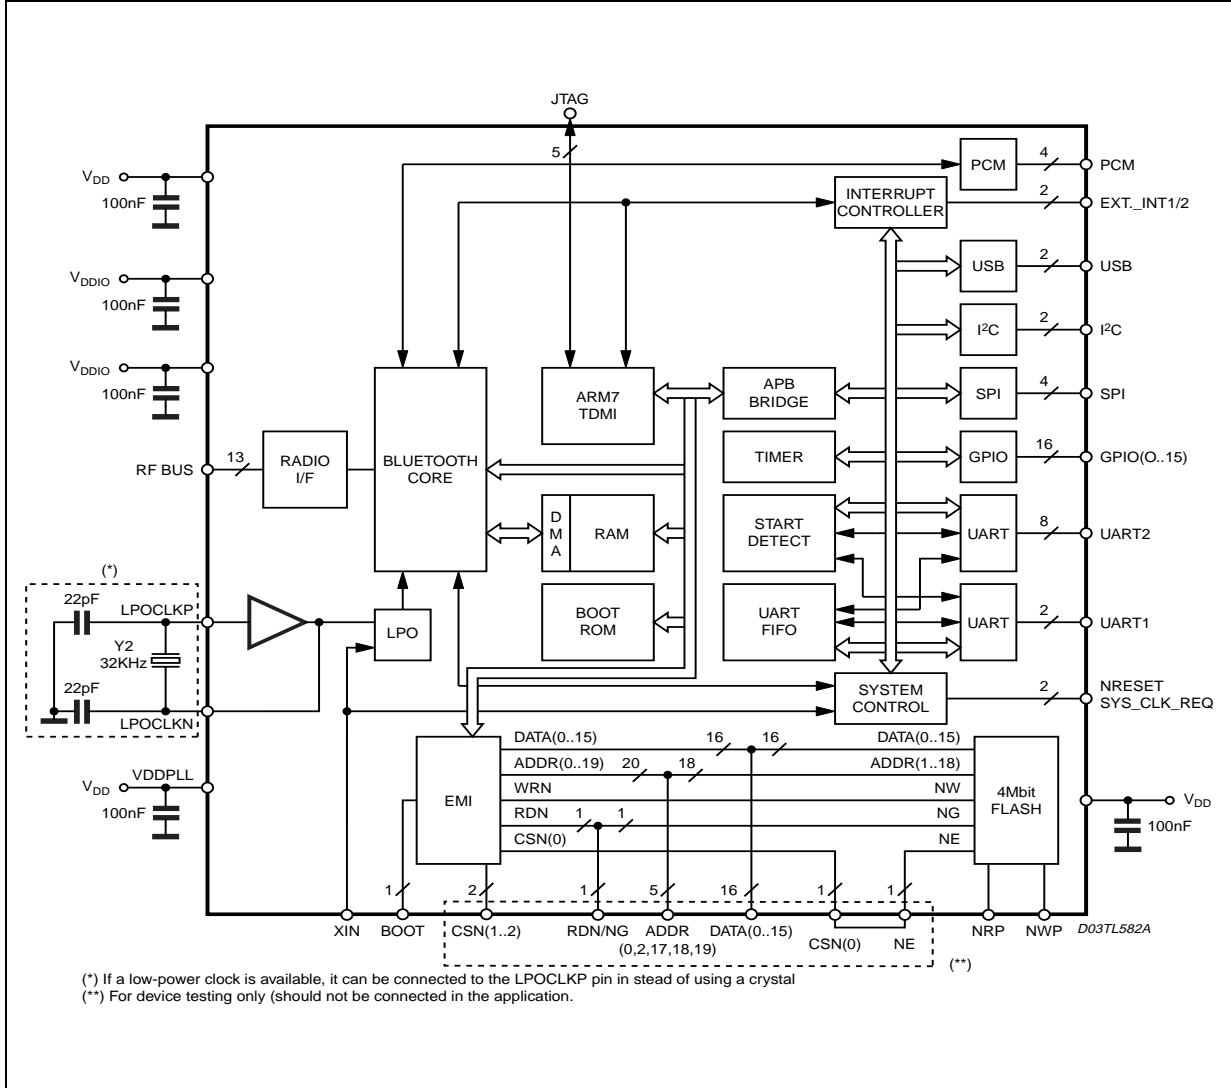 JTAG
5
VDD
100nF
PCM
4
PCM
INTERRUPT
CONTROLLER
2
EXT._INT1/2
VDDIO
100nF
USB
2
USB
I²C
2
I²C
VDDIO
100nF
BLUETOOTH
CORE
ARM7
TDMI
APB
BRIDGE
SPI
4
SPI
RF BUS
13
RADIO
I/F
TIMER
GPIO
16
GPIO(O..15)
D
M
A
RAM
START
DETECT
UART
8
UART2
(*)
22pF
LPOCLKP
Y2
32KHz
22pF
LPOCLKN
LPO
BOOT
ROM
UART
FIFO
UART
2
UART1
SYSTEM
CONTROL
2
NRESET
SYS_CLK_REQ
VDD
VDDPLL
100nF
EMI
DATA(0..15)
16
16
DATA(0..15)
ADDR(0..19)
20
18
ADDR(1..18)
WRN
NW
RDN
1
1
NG
CSN(0)
NE
4Mbit
FLASH
VDD
100nF
1
2
1
5
16
1
1
XIN
BOOT
CSN(1..2)
RDN/NG
ADDR
(0,2,17,18,19)
DATA(0..15)
CSN(0)
NE
NRP
NWP
D03TL582A
(**)
(*) If a low-power clock is available, it can be connected to the LPOCLKP pin in stead of using a crystal
(**) For device testing only (should not be connected in the application.